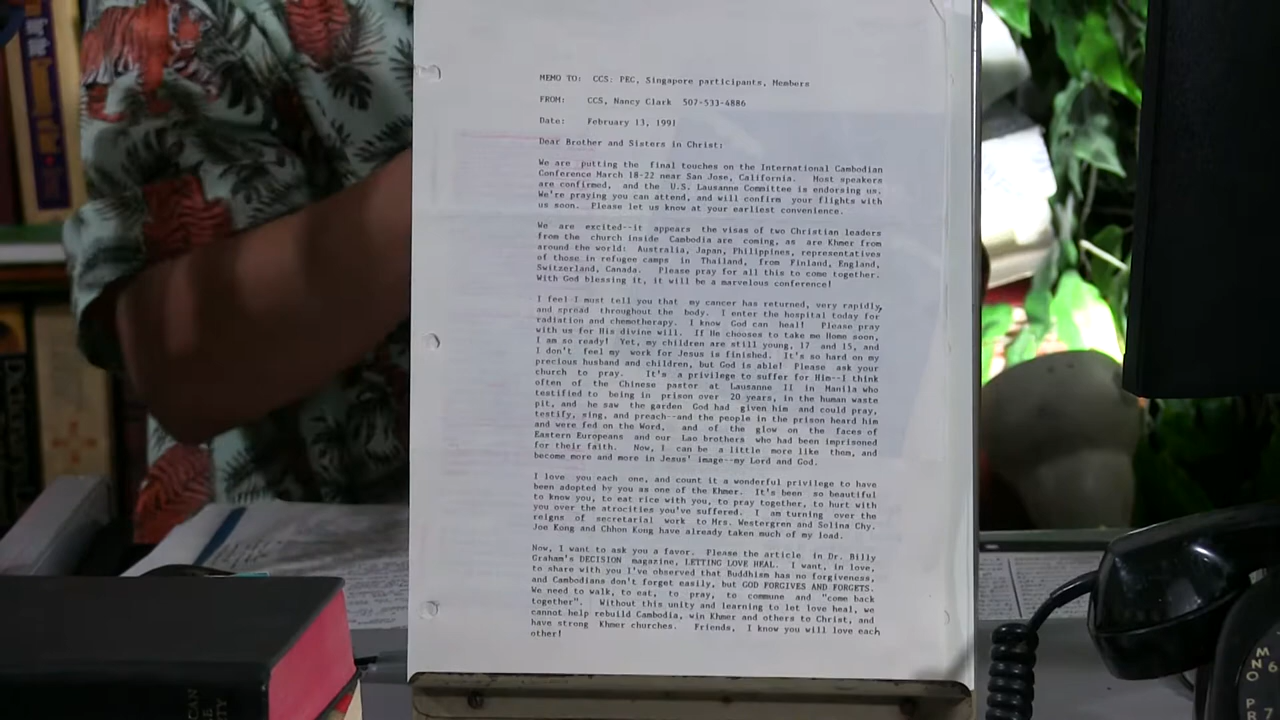 MEMO TO: CCS: PEC, Singapore participants, Members
FROM: CCS, Nancy Clark 507-533-4886
Date: February 13, 1991
Dear Brother and Sisters in Christ:
We are putting the final touches on the International Cambodian
Conference March 18-22 near San Jose, California. Most speakers
are confirmed, and the U.S. Lausanne Committee is endorsing us.
We're praying you can attend, and will confirm your flights with
us soon. Please let us know at your earliest convenience.
We are excited--it appears the visas of two Christian leaders
from the church inside Cambodia are coming, as are Khmer from
around the world: Australia, Japan, Philippines, representatives
of those in refugee camps in Thailand, from Finland, England,
Switzerland, Canada. Please pray for all this to come together.
With God blessing it, it will be a marvelous conference!
I feel I must tell you that my cancer has returned, very rapidly,
and spread throughout the body. I enter the hospital today for
radiation and chemotherapy. I know God can heal! Please pray
with us for His divine will. If He chooses to take me Home soon,
I am so ready! Yet, my children are still young, 17 and 15, and
I don't feel my work for Jesus is finished. It's so hard on my
precious husband and children, but God is able! Please ask your
church to pray. It's a privilege to suffer for Him--I think
often of the Chinese pastor at Lausanne II in Manila who
testified to being in prison over 20 years, in the human waste
pit, and he saw the garden God had given him and could pray,
testify, sing, and preach--and the people in the prison heard him
and were fed on the Word, and of the glow on the faces of
Eastern Europeans and our Lao brothers who had been imprisoned
for their faith. Now, I can be a little more like them, and
become more and more in Jesus' image--my Lord and God.
I love you each one, and count it a wonderful privilege to have
been adopted by you as one of the Khmer. It's been so beautiful
to know you, to eat rice with you, to pray together, to hurt with
you over the atrocities you've suffered. I am turning over the
reigns of secretarial work to Mrs. Westergren and Solina Chy.
Joe Kong and Chhon Kong have already taken much of my load.
Now, I want to ask you a favor. Please the article in Dr. Billy
Graham's DECISION magazine, LETTING LOVE HEAL. I want, in love,
to share with you I've observed that Buddhism has no forgiveness,
and Cambodians don't forget easily, but GOD FORGIVES AND FORGETS.
We need to walk, to eat, to pray, to commune and "come back
together". Without this unity and learning to let love heal, we
cannot help rebuild Cambodia, win Khmer and others to Christ, and
have strong Khmer churches. Friends, I know you will love each
other!
MNO 6
PR 7